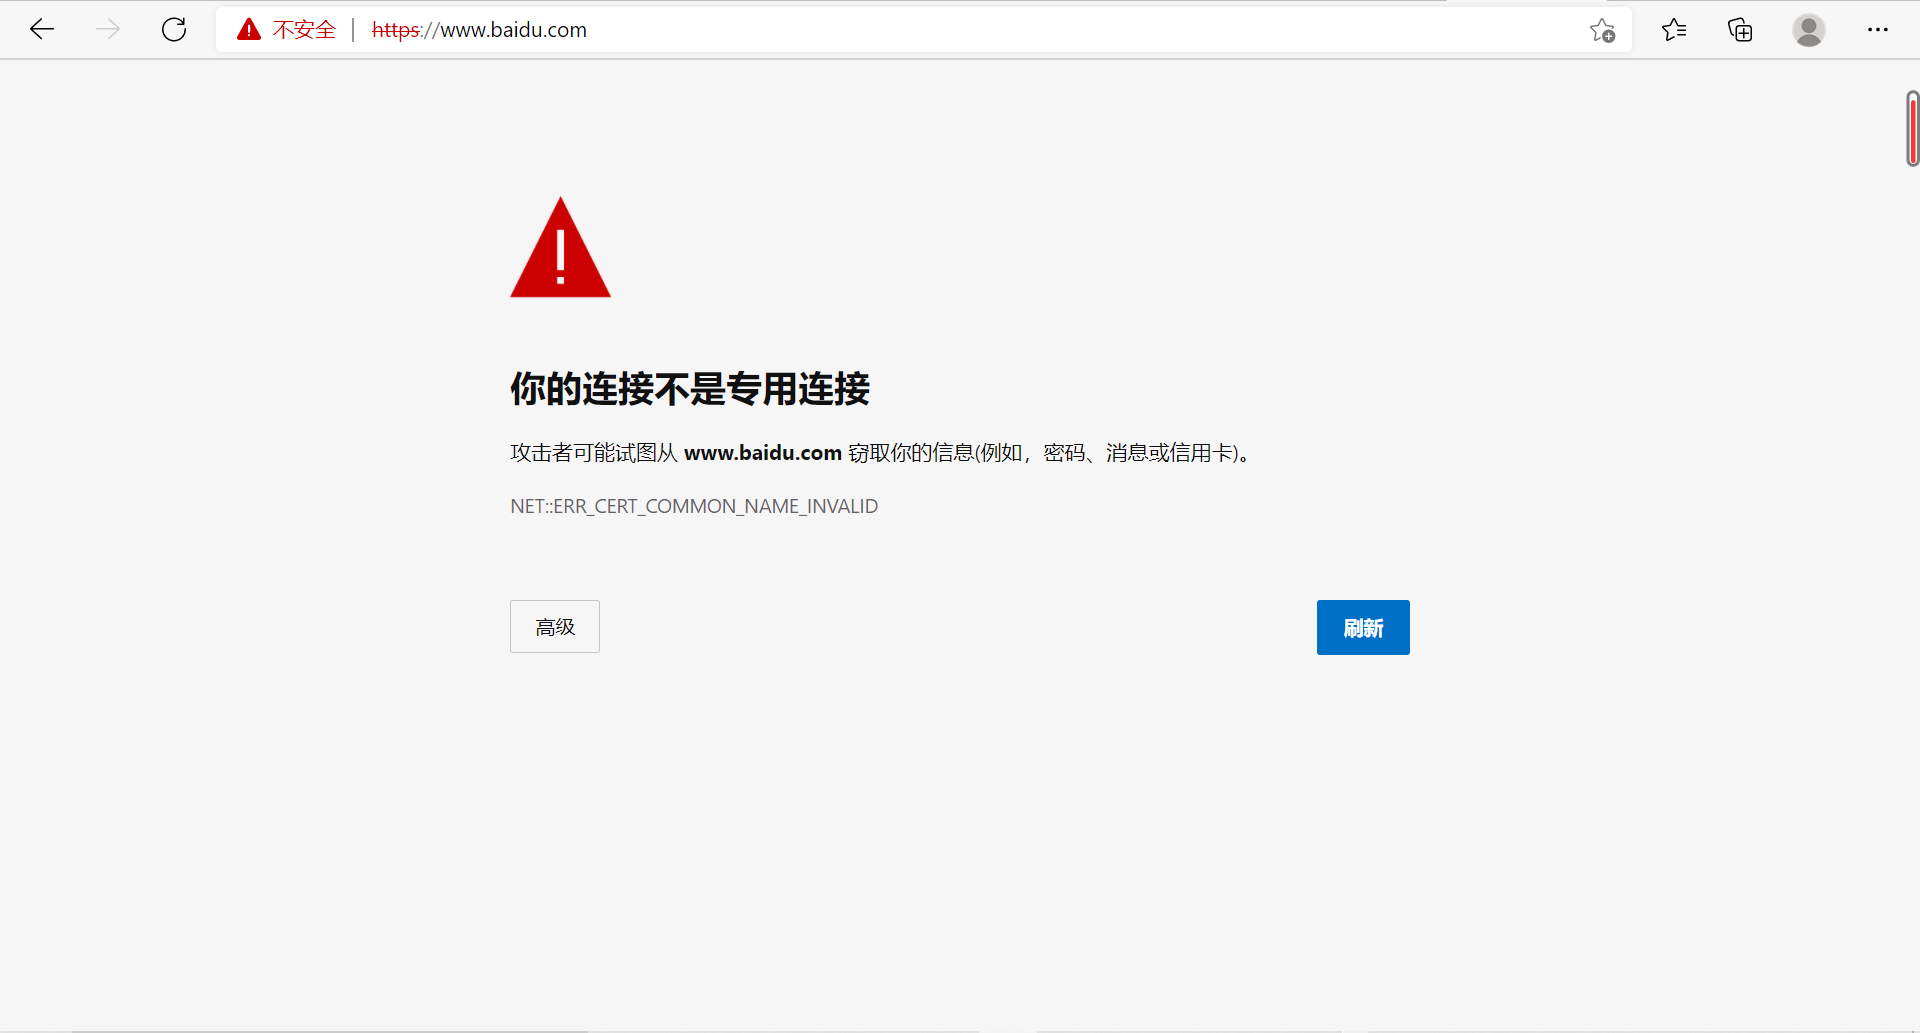 不安全 | https://www.baidu.com
你的连接不是专用连接
攻击者可能试图从 www.baidu.com 窃取你的信息(例如，密码、消息或信用卡)。
NET::ERR_CERT_COMMON_NAME_INVALID
高级
刷新